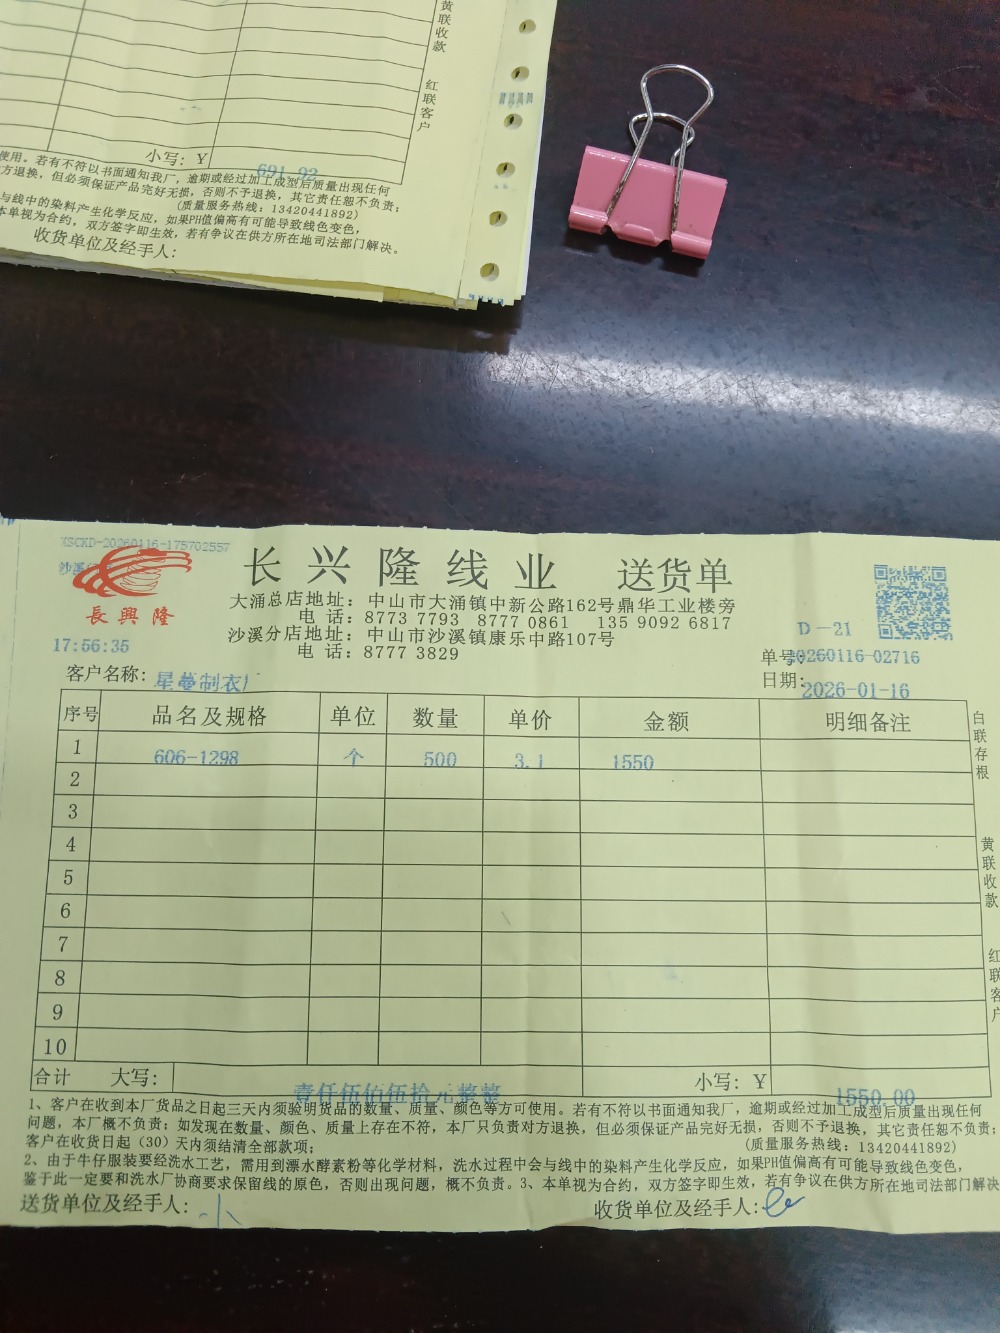 黄联收款
红联客户
小写: ¥ 691.92
使用。若有不符以书面通知我厂, 逾期或经过加工成型后质量出现任何
方退换, 但必须保证产品完好无损, 否则不予退换, 其它责任恕不负责;
(质量服务热线: 13420441892)
与线中的染料产生化学反应, 如果PH值偏高有可能导致线色变色,
本单视为合约, 双方签字即生效, 若有争议在供方所在地司法部门解决。
收货单位及经手人:
XSCKD-20260116-175702557
沙溪
長興隆
长兴隆线业 送货单
大涌总店地址: 中山市大涌镇中新公路162号鼎华工业楼旁
电 话: 8773 7793 8777 0861 135 9092 6817
沙溪分店地址: 中山市沙溪镇康乐中路107号
电 话: 8777 3829
D-21
17:56:35
单号: 20260116-02716
客户名称: 星蔓制衣厂
日期: 2026-01-16
序号 品名及规格 单位 数量 单价 金额 明细备注
1 606-1298 个 500 3.1 1550
2
3
4
5
6
7
8
9
10
白联存根
黄联收款
红联客户
合计 大写: 壹仟伍佰伍拾元整整 小写: ¥ 1550.00
1、客户在收到本厂货品之日起三天内须验明货品的数量、质量、颜色等方可使用。若有不符以书面通知我厂, 逾期或经过加工成型后质量出现任何
问题, 本厂概不负责; 如发现在数量、颜色、质量上存在不符, 本厂只负责对方退换, 但必须保证产品完好无损, 否则不予退换, 其它责任恕不负责;
客户在收货日起 (30) 天内须结清全部款项; (质量服务热线: 13420441892)
2、由于牛仔服装要经洗水工艺, 需用到漂水酵素粉等化学材料, 洗水过程中会与线中的染料产生化学反应, 如果PH值偏高有可能导致线色变色,
鉴于此一定要和洗水厂协商要求保留线的原色, 否则出现问题, 概不负责。3、本单视为合约, 双方签字即生效, 若有争议在供方所在地司法部门解决
送货单位及经手人: 小 收货单位及经手人: